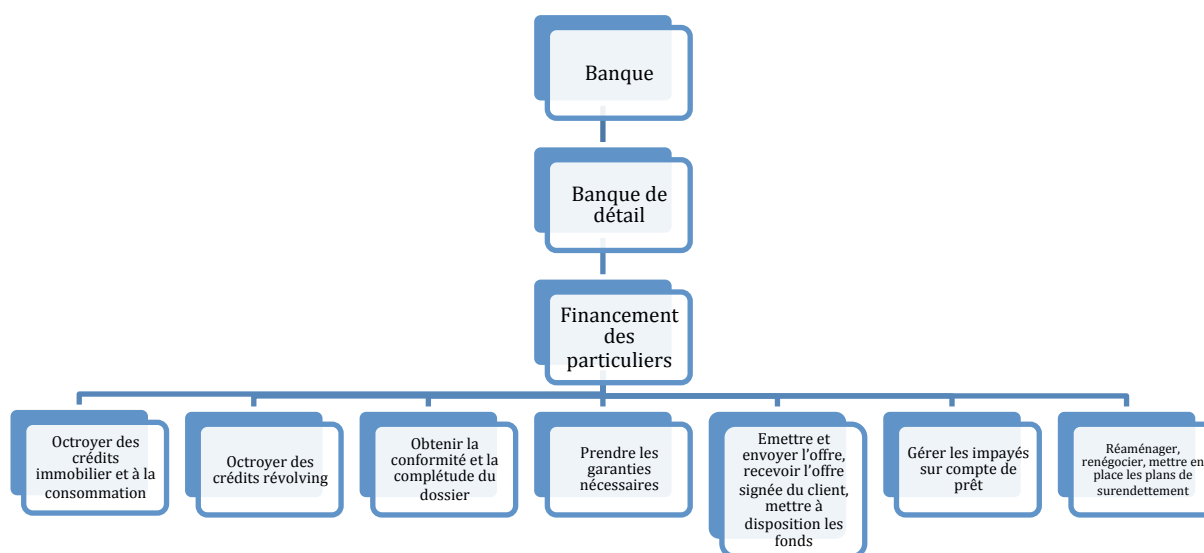 Banque
Banque de
détail
Financement
des
particuliers
Octroyer des
crédits
immobilier et à la
consommation
Octroyer des
crédits révolving
Obtenir la
conformité et la
complétude du
dossier
Prendre les
garanties
nécessaires
Emettre et
envoyer l’offre,
recevoir l’offre
signée du client,
mettre à
disposition les
fonds
Gérer les impayés
sur compte de
prêt
Réaménager,
renégocier, mettre en
place les plans de
surendettement